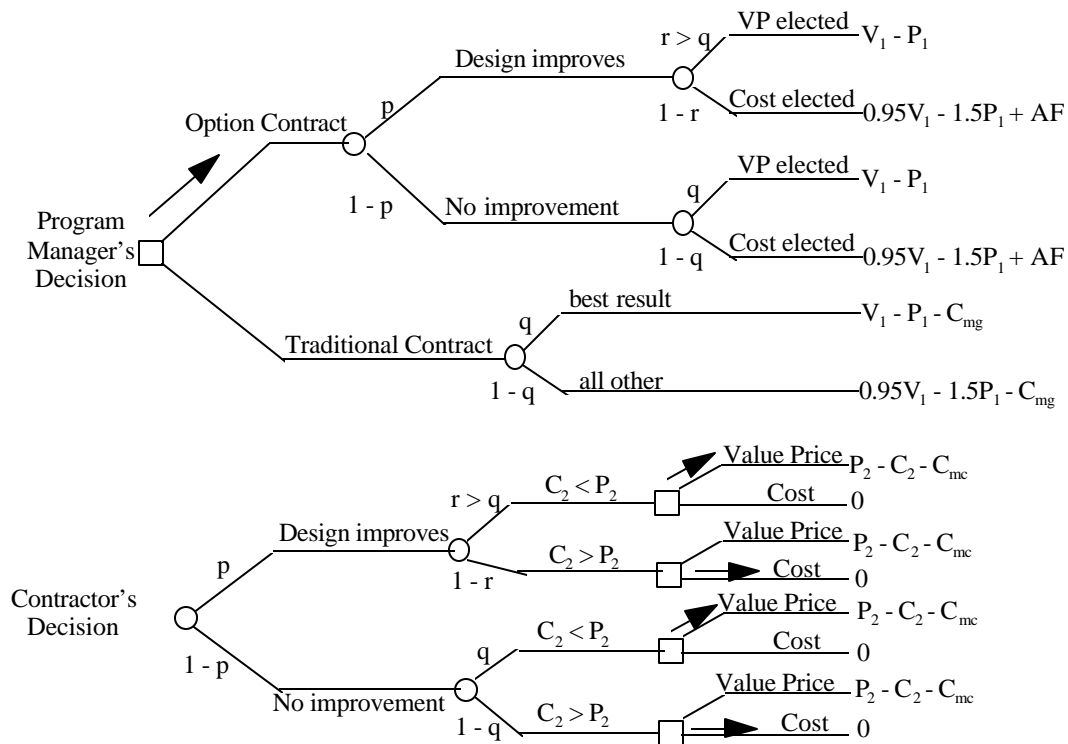 VP elected
V₁ - P₁
r > q
Design improves
p
1 - r
Cost elected
0.95V₁ - 1.5P₁ + AF
Option Contract
VP elected
V₁ - P₁
q
1 - p
No improvement
Program
Manager's
Decision
1 - q
Cost elected
0.95V₁ - 1.5P₁ + AF
best result
V₁ - P₁ - Cmg
q
Traditional Contract
1 - q
all other
0.95V₁ - 1.5P₁ - Cmg
Value Price
P₂ - C₂ - Cmc
r > q
C₂ < P₂
Cost
0
Design improves
Value Price
P₂ - C₂ - Cmc
p
1 - r
C₂ > P₂
Cost
0
Contractor's
Decision
Value Price
P₂ - C₂ - Cmc
q
C₂ < P₂
Cost
0
1 - p
No improvement
Value Price
P₂ - C₂ - Cmc
1 - q
C₂ > P₂
Cost
0